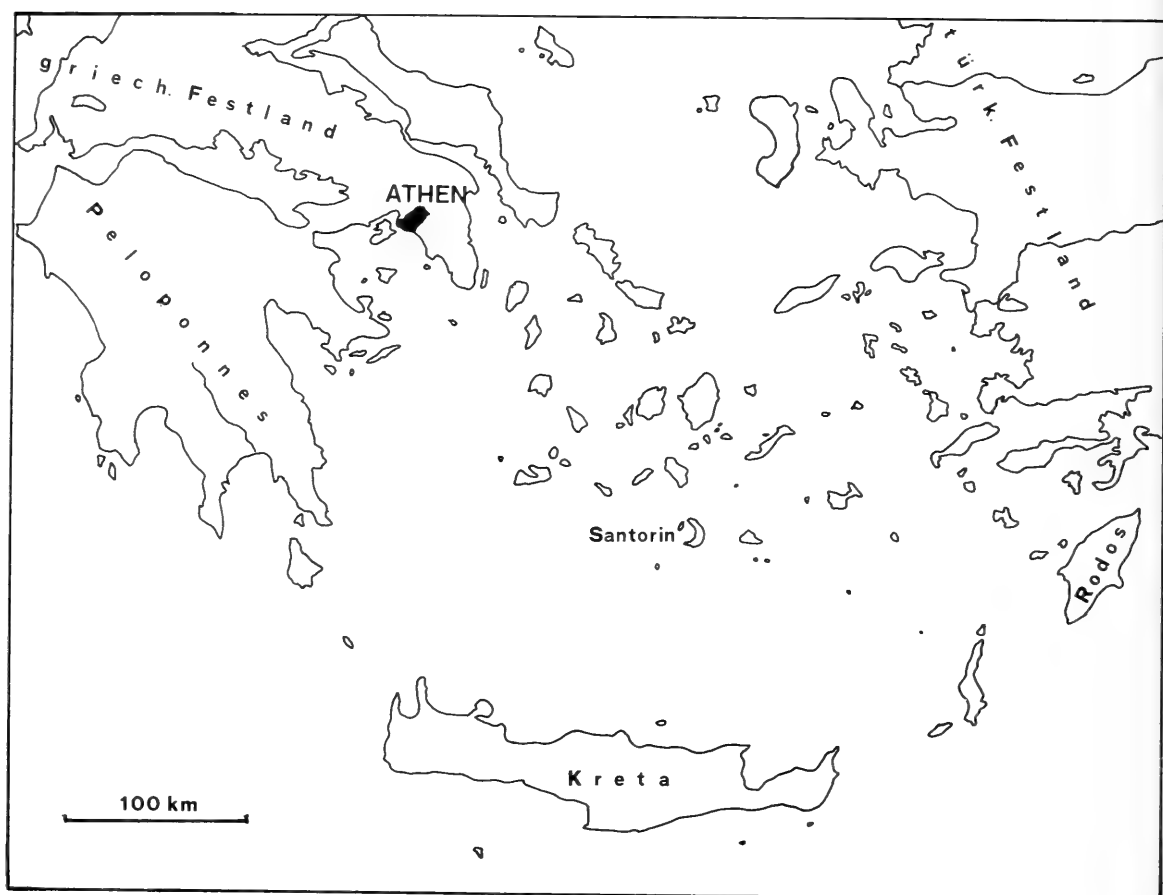 griech. Festland
türk. Festland
ATHEN
Peloponnes
Santorin
Rodos
Kreta
100 km